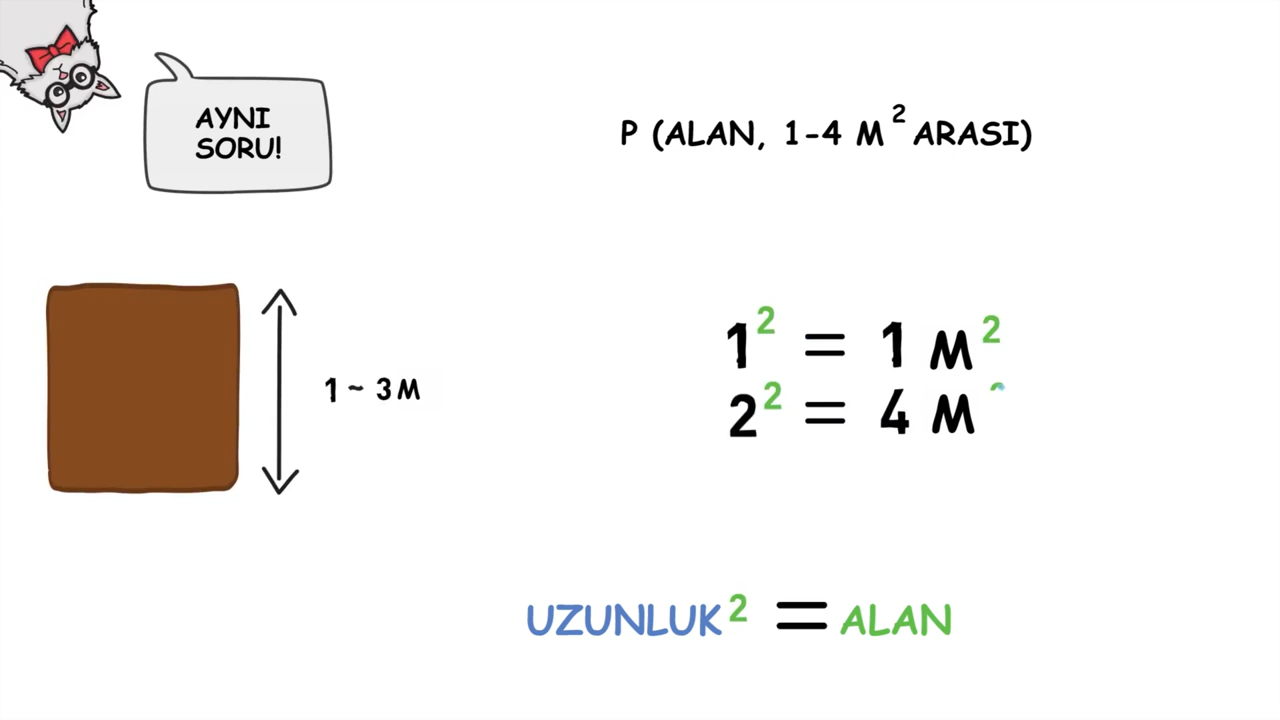 AYNI
SORU!
P (ALAN, 1-4 M² ARASI)
1² = 1 M²
1 ~ 3 M
2² = 4 M
UZUNLUK² = ALAN